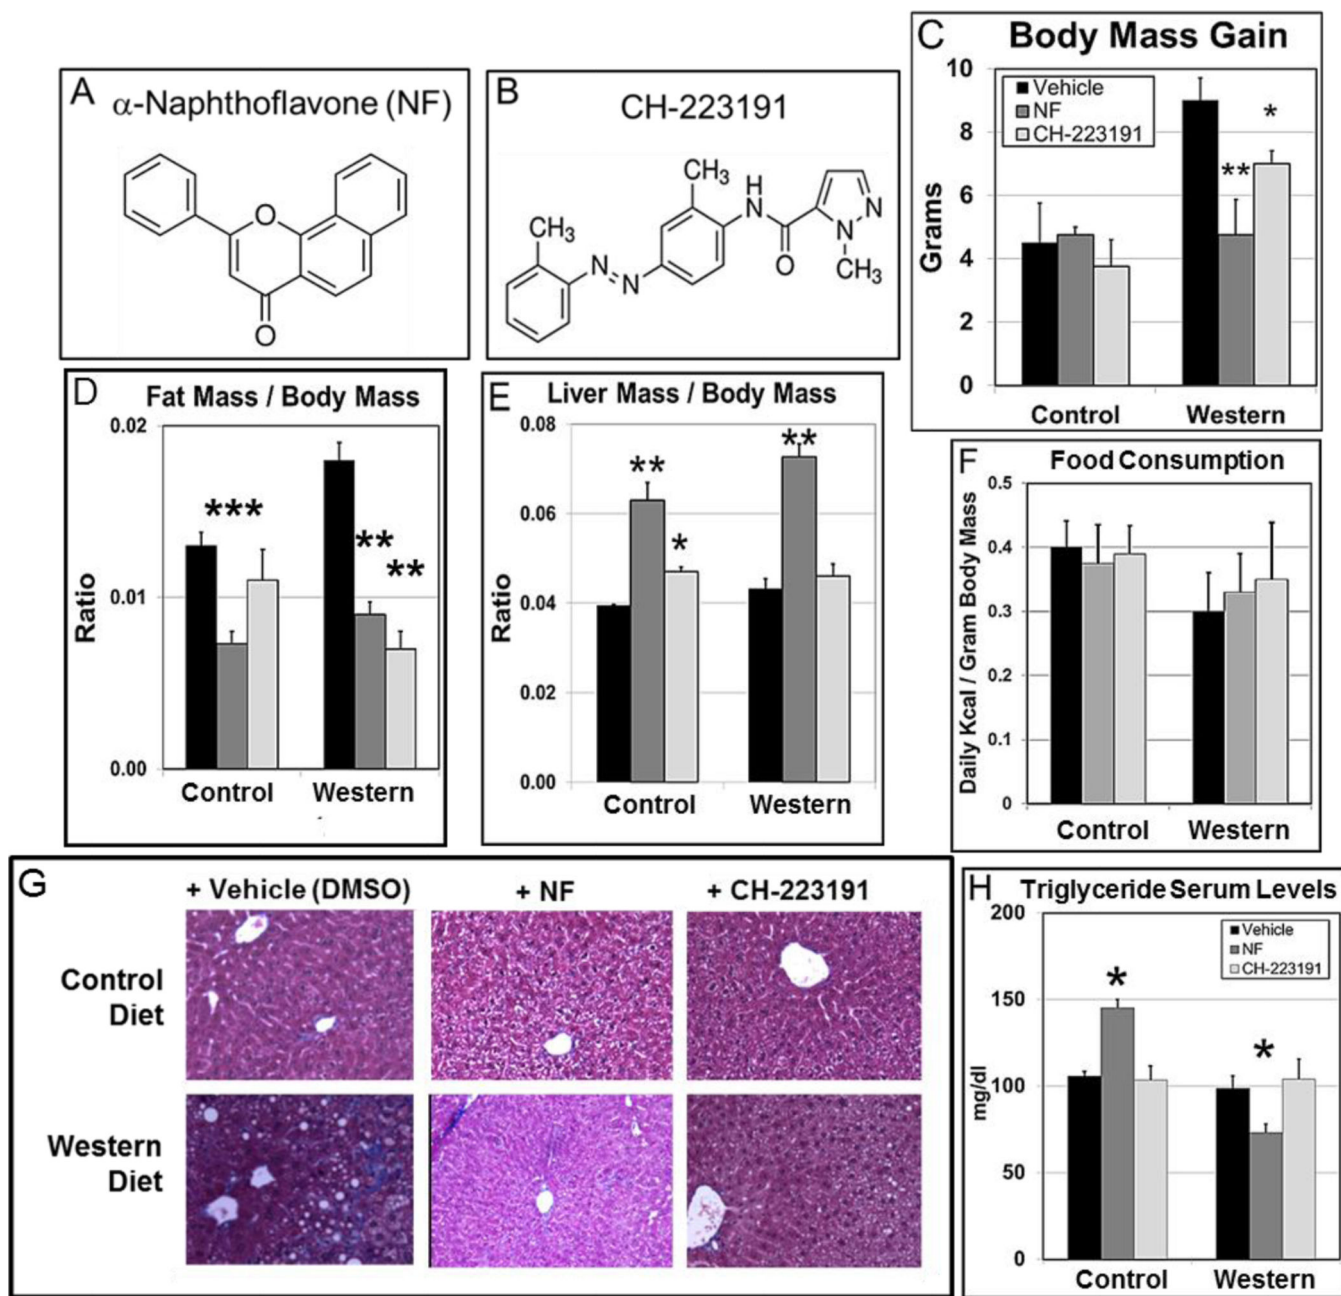 A
α-Naphthoflavone (NF)
O
O
B
CH-223191
CH3
CH3
N
N
H
N
O
N
N
CH3
C
Body Mass Gain
Grams
10
8
6
4
2
0
Vehicle
NF
CH-223191
**
*
Control
Western
D
Fat Mass / Body Mass
Ratio
0.02
0.01
0.00
***
**
**
Control
Western
E
Liver Mass / Body Mass
Ratio
0.08
0.06
0.04
0.02
0.00
**
*
**
Control
Western
F
Food Consumption
Daily Kcal / Gram Body Mass
0.5
0.4
0.3
0.2
0.1
0
Control
Western
G
+ Vehicle (DMSO)
+ NF
+ CH-223191
Control
Diet
Western
Diet
H
Triglyceride Serum Levels
mg/dl
200
150
100
50
0
Vehicle
NF
CH-223191
*
*
Control
Western